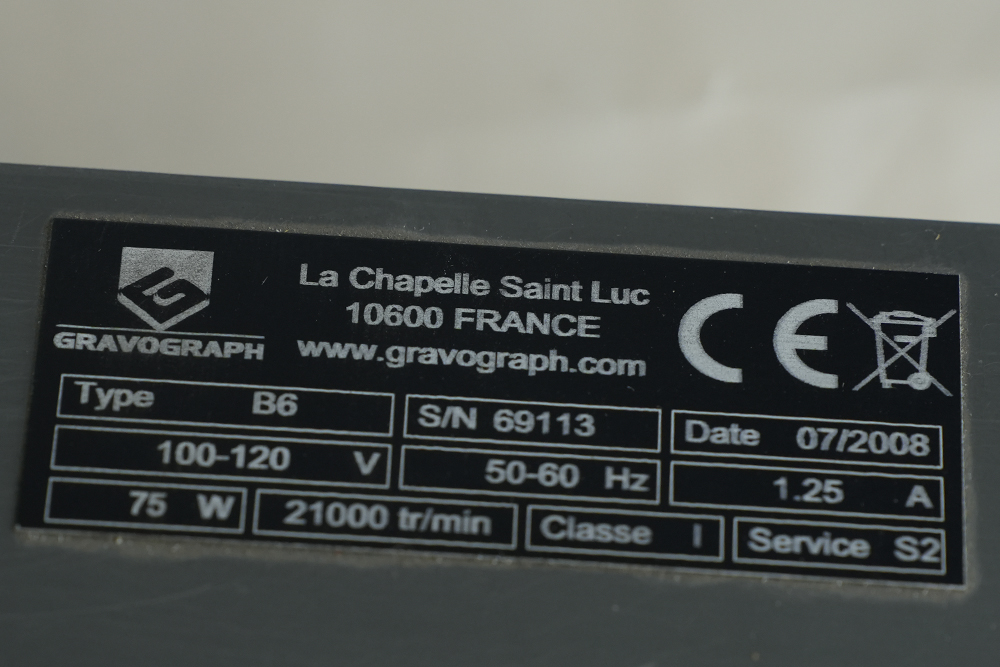 La Chapelle Saint Luc
10600 FRANCE
GRAVOGRAPH www.gravograph.com
CE
Type B6 S/N 69113 Date 07/2008
100-120 V 50-60 Hz 1.25 A
75 W 21000 tr/min Classe I Service S2